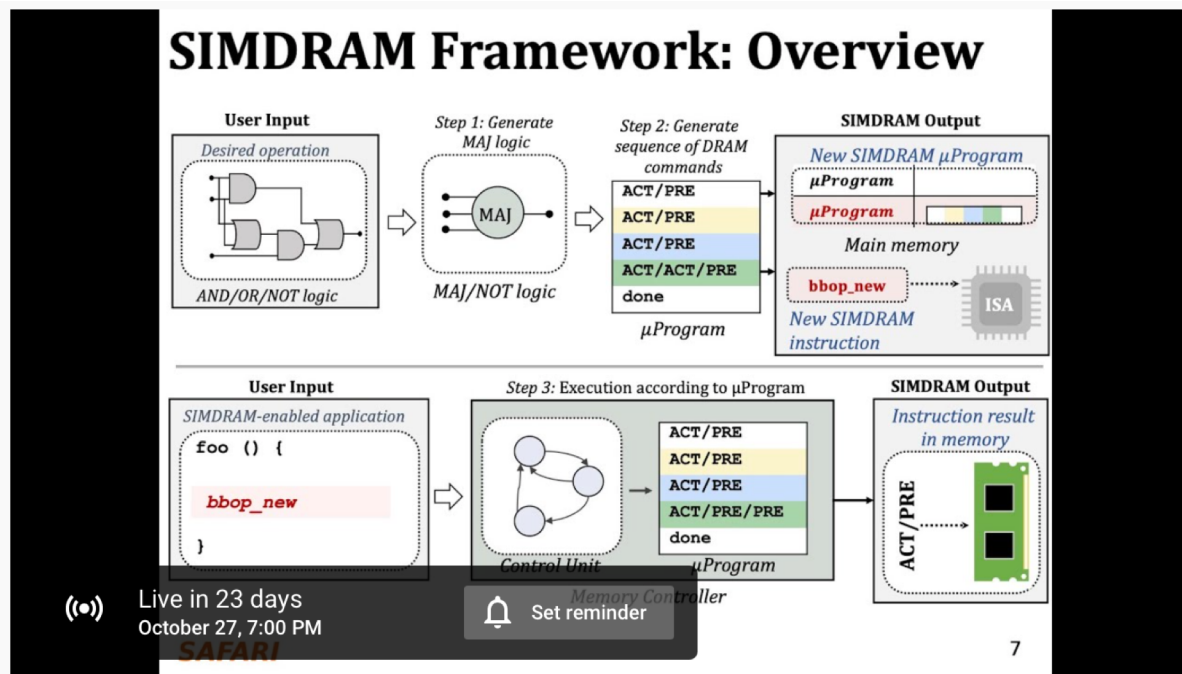 SIMDRAM Framework: Overview
User Input
Desired operation
AND/OR/NOT logic
Step 1: Generate
MAJ logic
MAJ
MAJ/NOT logic
Step 2: Generate
sequence of DRAM
commands
ACT/PRE
ACT/PRE
ACT/PRE
ACT/ACT/PRE
done
μProgram
SIMDRAM Output
New SIMDRAM μProgram
μProgram
μProgram
Main memory
bbop_new
ISA
New SIMDRAM
instruction
User Input
SIMDRAM-enabled application
foo () {
bbop_new
}
Step 3: Execution according to μProgram
Control Unit
ACT/PRE
ACT/PRE
ACT/PRE
ACT/PRE/PRE
done
μProgram
Memory Controller
SIMDRAM Output
Instruction result
in memory
ACT/PRE
Live in 23 days
October 27, 7:00 PM
Set reminder
SAFARI
7